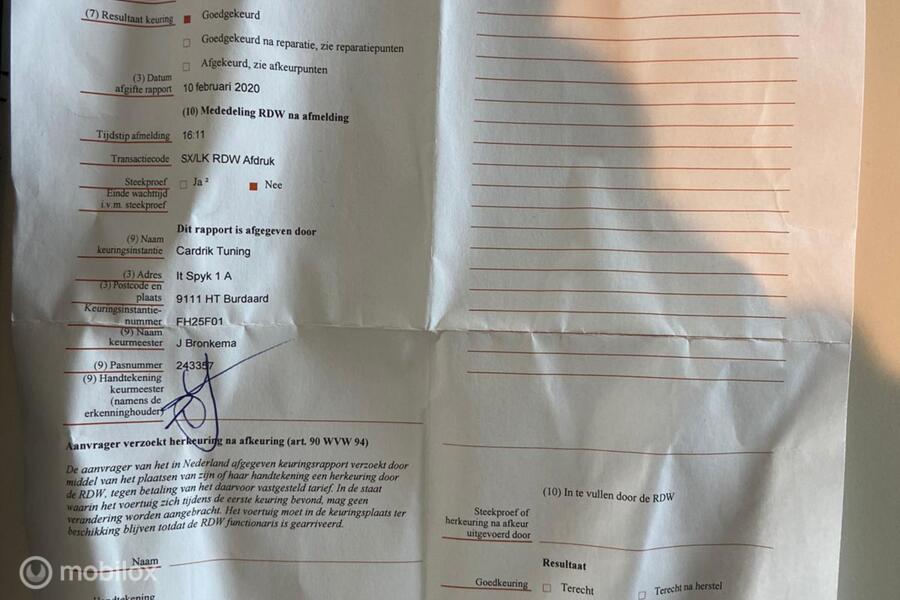 (7) Resultaat keuring Goedgekeurd
Goedgekeurd na reparatie, zie reparatiepunten
Afgekeurd, zie afkeurpunten
(3) Datum
afgifte rapport 10 februari 2020
(10) Mededeling RDW na afmelding
Tijdstip afmelding 16:11
Transactiecode SX/LK RDW Afdruk
Steekproef Ja ² Nee
Einde wachttijd
i.v.m. steekproef
Dit rapport is afgegeven door
(9) Naam
keuringsinstantie Cardrik Tuning
(3) Adres It Spyk 1 A
(3) Postcode en
plaats 9111 HT Burdaard
Keuringsinstantie-
nummer FH25F01
(9) Naam
keurmeester J Bronkema
(9) Pasnummer 243357
(9) Handtekening
keurmeester
(namens de
erkenninghouder)
Aanvrager verzoekt herkeuring na afkeuring (art. 90 WVW 94)
De aanvrager van het in Nederland afgegeven keuringsrapport verzoekt door
middel van het plaatsen van zijn of haar handtekening een herkeuring door
de RDW, tegen betaling van het daarvoor vastgesteld tarief. In de staat
waarin het voertuig zich tijdens de eerste keuring bevond, mag geen
verandering worden aangebracht. Het voertuig moet in de keuringsplaats ter
beschikking blijven totdat de RDW functionaris is gearriveerd.
Naam
Handtekening
(10) In te vullen door de RDW
Steekproef of
herkeuring na afkeur
uitgevoerd door
Resultaat
Goedkeuring Terecht Terecht na herstel
mobilox